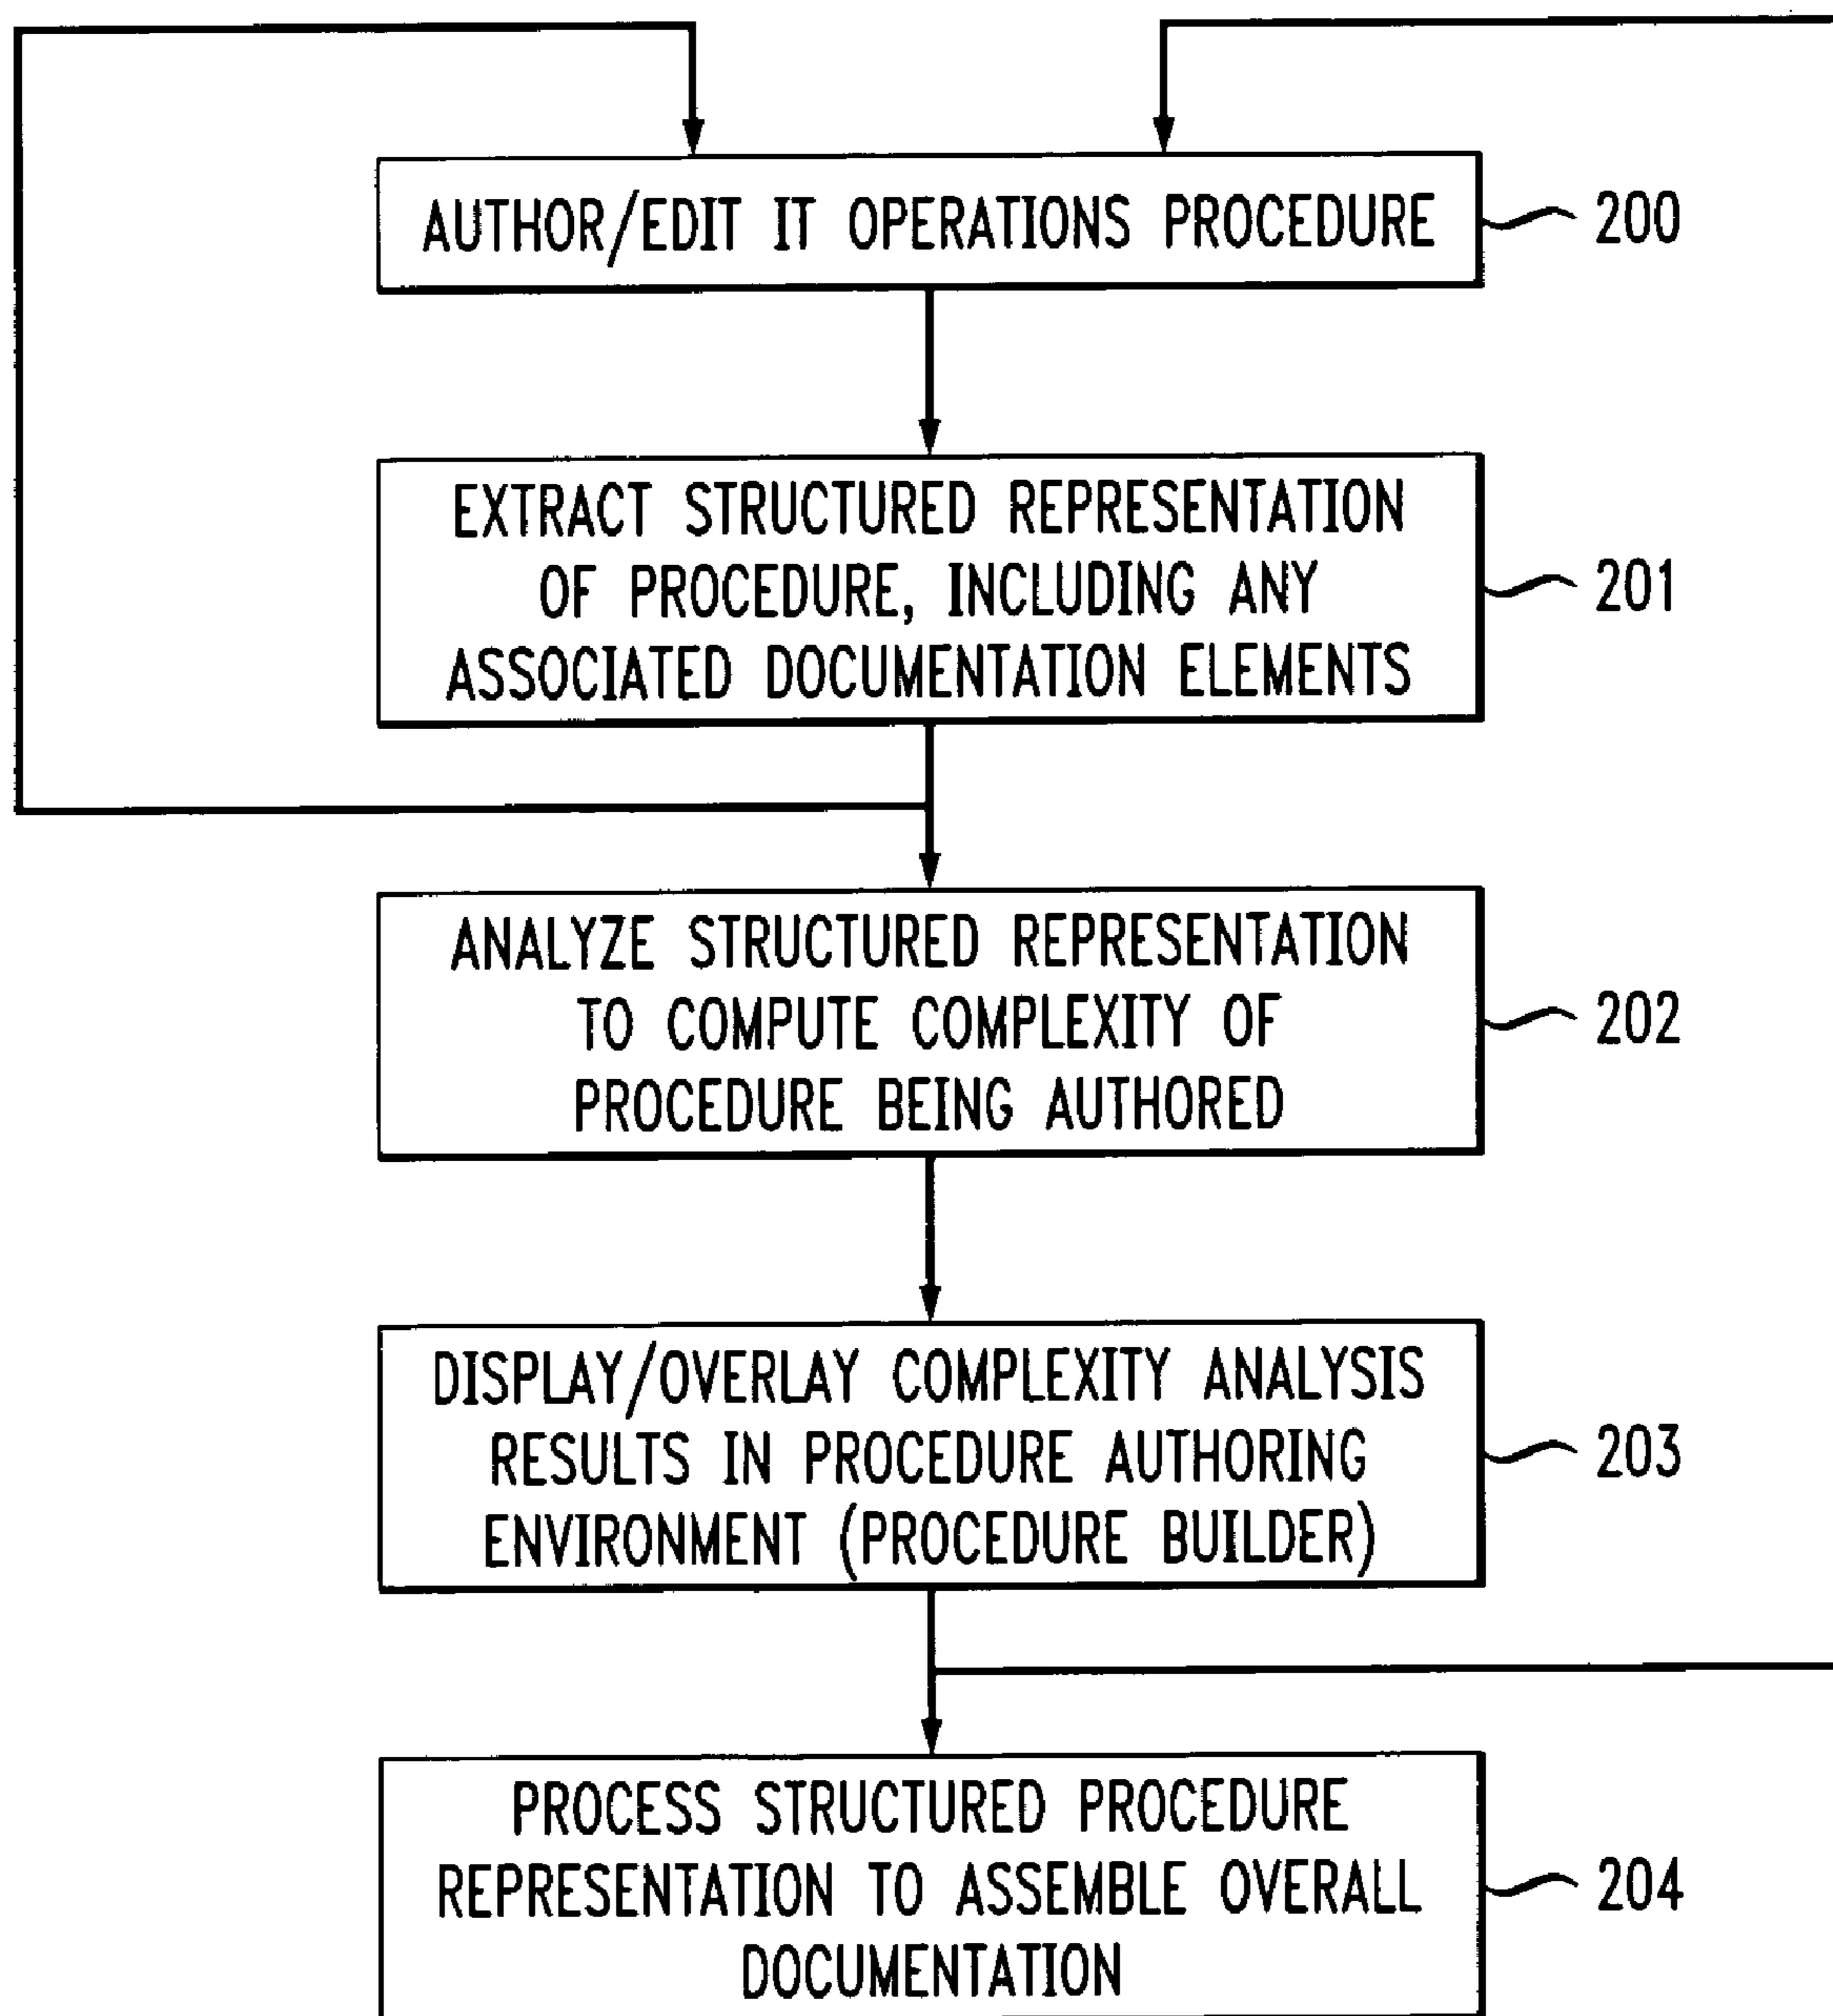 AUTHOR/EDIT IT OPERATIONS PROCEDURE
200
EXTRACT STRUCTURED REPRESENTATION
OF PROCEDURE, INCLUDING ANY
ASSOCIATED DOCUMENTATION ELEMENTS
201
ANALYZE STRUCTURED REPRESENTATION
TO COMPUTE COMPLEXITY OF
PROCEDURE BEING AUTHORED
202
DISPLAY/OVERLAY COMPLEXITY ANALYSIS
RESULTS IN PROCEDURE AUTHORING
ENVIRONMENT (PROCEDURE BUILDER)
203
PROCESS STRUCTURED PROCEDURE
REPRESENTATION TO ASSEMBLE OVERALL
DOCUMENTATION
204